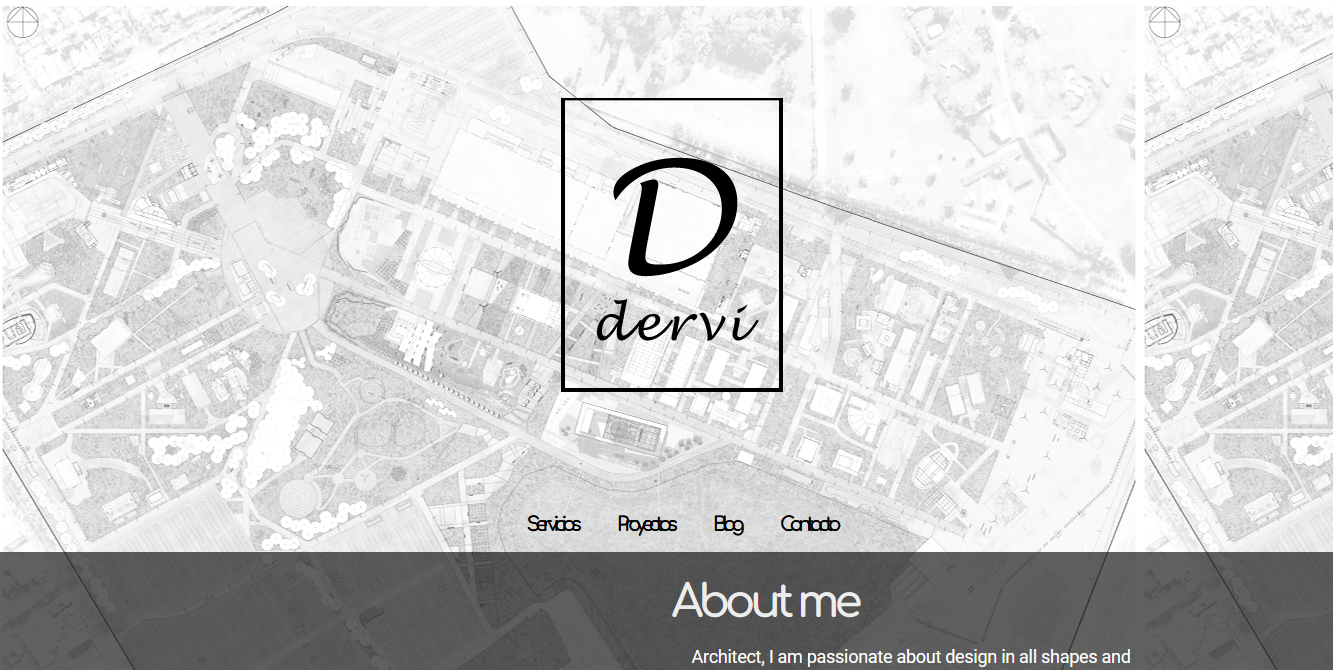 D
dervi
Servicios Proyectos Blog Contacto
About me
Architect, I am passionate about design in all shapes and